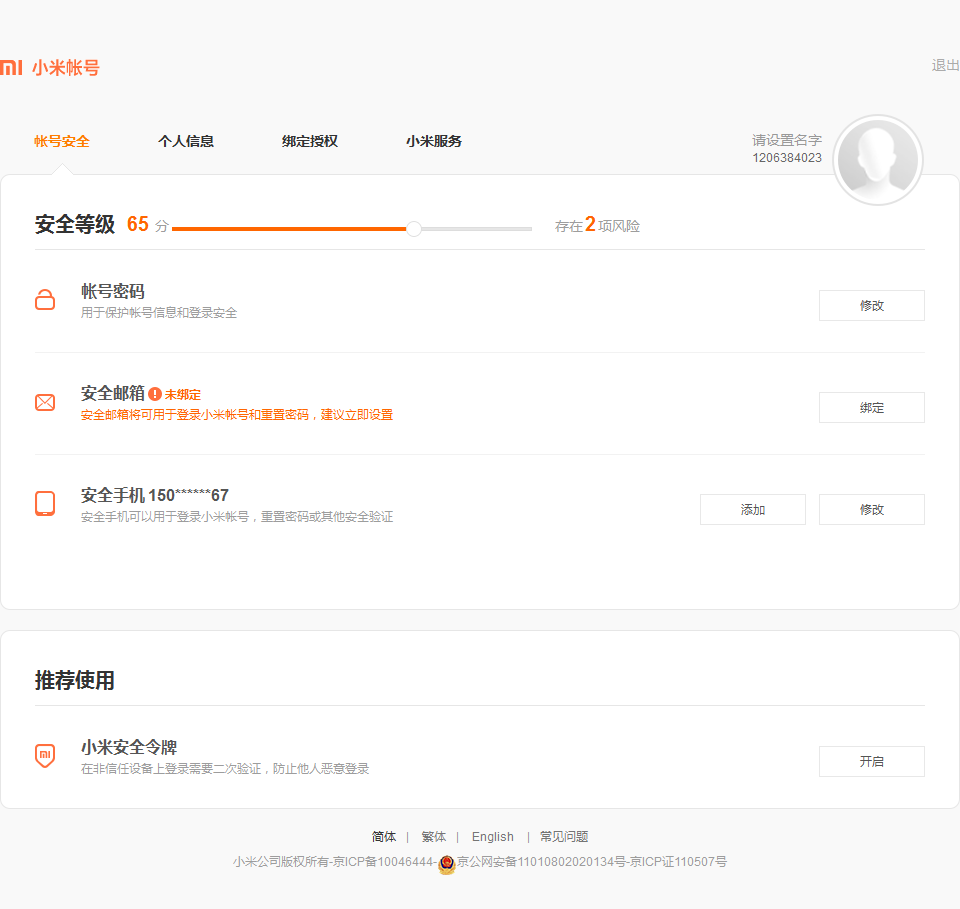 小米帐号
退出
帐号安全 个人信息 绑定授权 小米服务
请设置名字
1206384023
安全等级 65 分 存在2项风险
帐号密码
用于保护帐号信息和登录安全
修改
安全邮箱 未绑定
安全邮箱将可用于登录小米帐号和重置密码，建议立即设置
绑定
安全手机 150******67
安全手机可以用于登录小米帐号，重置密码或其他安全验证
添加 修改
推荐使用
小米安全令牌
在非信任设备上登录需要二次验证，防止他人恶意登录
开启
简体 | 繁体 | English | 常见问题
小米公司版权所有-京ICP备10046444-京公网安备11010802020134号-京ICP证110507号